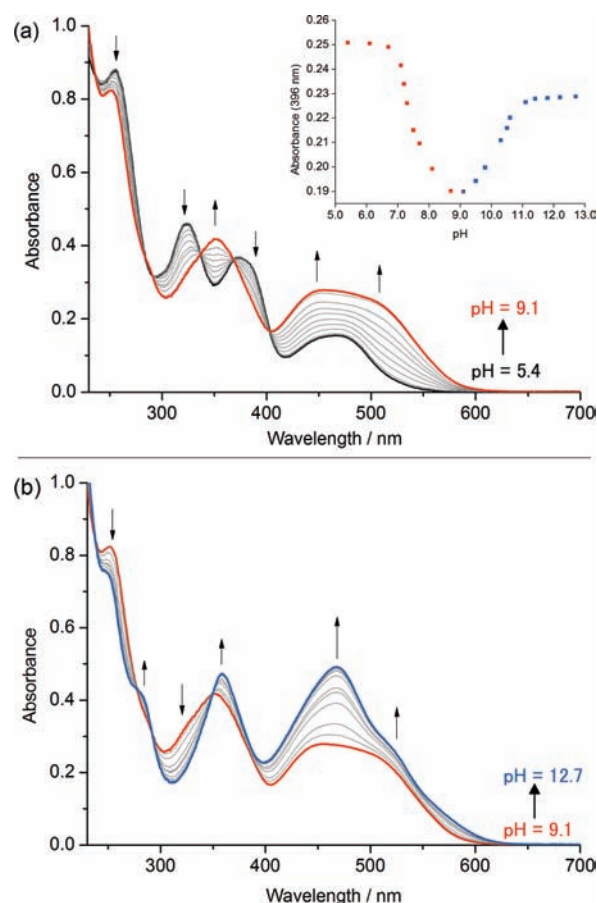 (a)
Absorbance
1.0
0.8
0.6
0.4
0.2
0.0
300
400
500
600
700
Wavelength / nm
Absorbance (396 nm)
0.26
0.25
0.24
0.23
0.22
0.21
0.20
0.19
5.0 6.0 7.0 8.0 9.0 10.0 11.0 12.0 13.0
pH
pH = 9.1
pH = 5.4
(b)
Absorbance
1.0
0.8
0.6
0.4
0.2
0.0
300
400
500
600
700
Wavelength / nm
pH = 12.7
pH = 9.1